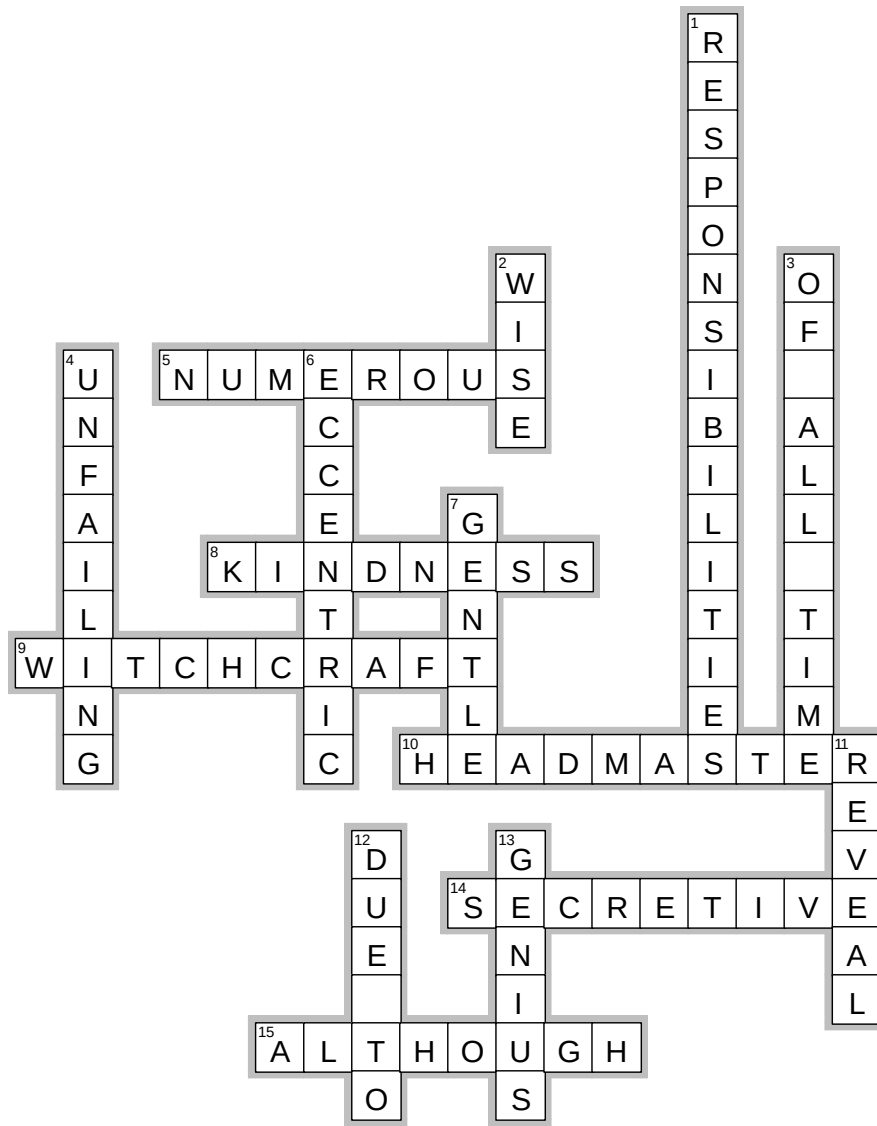 1 RESPONSIBILITIES
2 WISE
3 OF ALL TIME
4 UNFAILING
5 NUMEROUS
6 ECCENTRIC
7 GENTLE
8 KINDNESS
9 WITCHCRAFT
10 HEADMASTER
11 REVEAL
12 DUE TO
13 GENIUS
14 SECRETIVE
15 ALTHOUGH